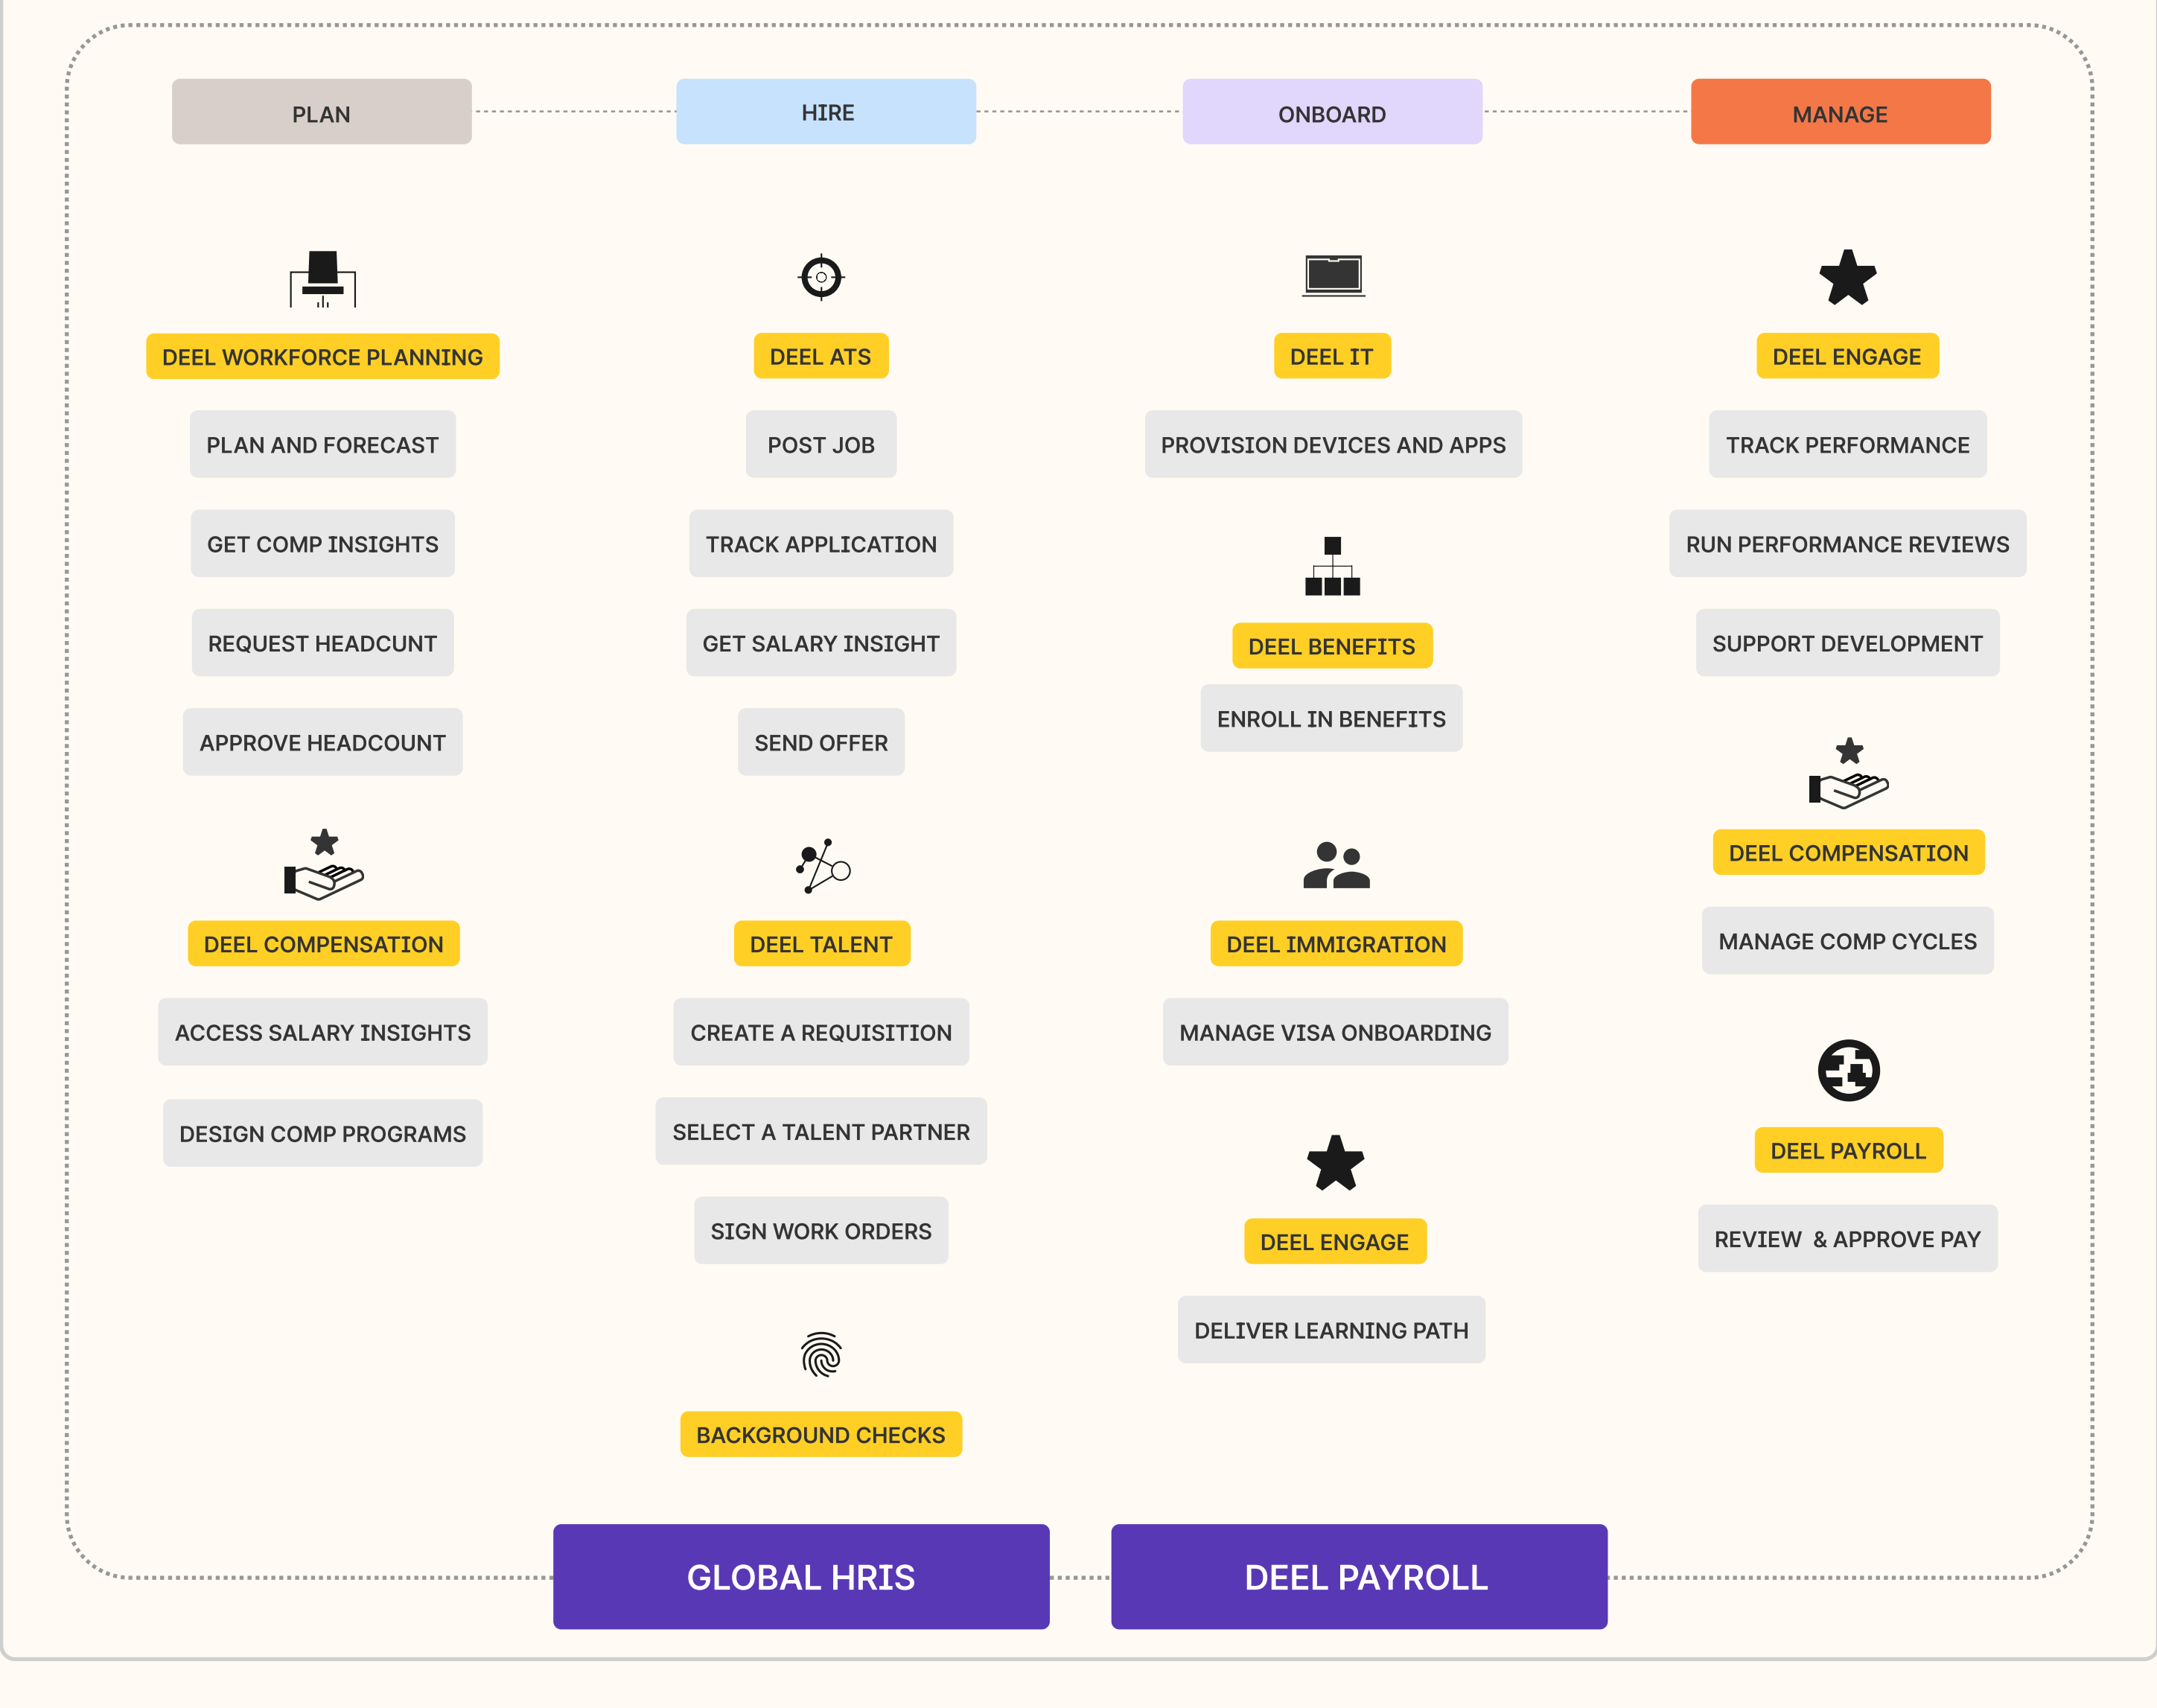 PLAN
HIRE
ONBOARD
MANAGE
DEEL WORKFORCE PLANNING
PLAN AND FORECAST
GET COMP INSIGHTS
REQUEST HEADCUNT
APPROVE HEADCOUNT
DEEL COMPENSATION
ACCESS SALARY INSIGHTS
DESIGN COMP PROGRAMS
DEEL ATS
POST JOB
TRACK APPLICATION
GET SALARY INSIGHT
SEND OFFER
DEEL TALENT
CREATE A REQUISITION
SELECT A TALENT PARTNER
SIGN WORK ORDERS
BACKGROUND CHECKS
DEEL IT
PROVISION DEVICES AND APPS
DEEL BENEFITS
ENROLL IN BENEFITS
DEEL IMMIGRATION
MANAGE VISA ONBOARDING
DEEL ENGAGE
DELIVER LEARNING PATH
DEEL ENGAGE
TRACK PERFORMANCE
RUN PERFORMANCE REVIEWS
SUPPORT DEVELOPMENT
DEEL COMPENSATION
MANAGE COMP CYCLES
DEEL PAYROLL
REVIEW  & APPROVE PAY
GLOBAL HRIS
DEEL PAYROLL